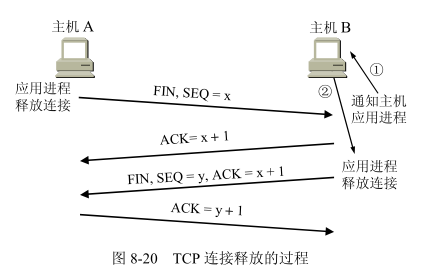 主机 A
主机 B
①
应用进程
释放连接
FIN, SEQ = x
②
通知主机
应用进程
ACK= x + 1
FIN, SEQ = y, ACK = x + 1
应用进程
释放连接
ACK = y + 1
图 8-20 TCP 连接释放的过程